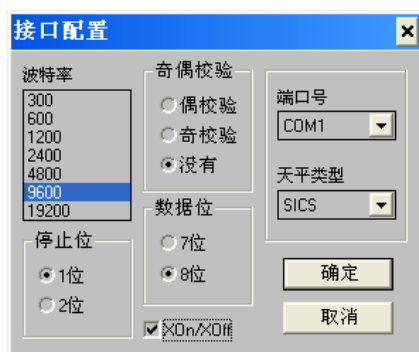 接口配置
波特率
300
600
1200
2400
4800
9600
19200
停止位
1位
2位
奇偶校验
偶校验
奇校验
没有
数据位
7位
8位
XOn/XOff
端口号
COM1
天平类型
SICS
确定
取消